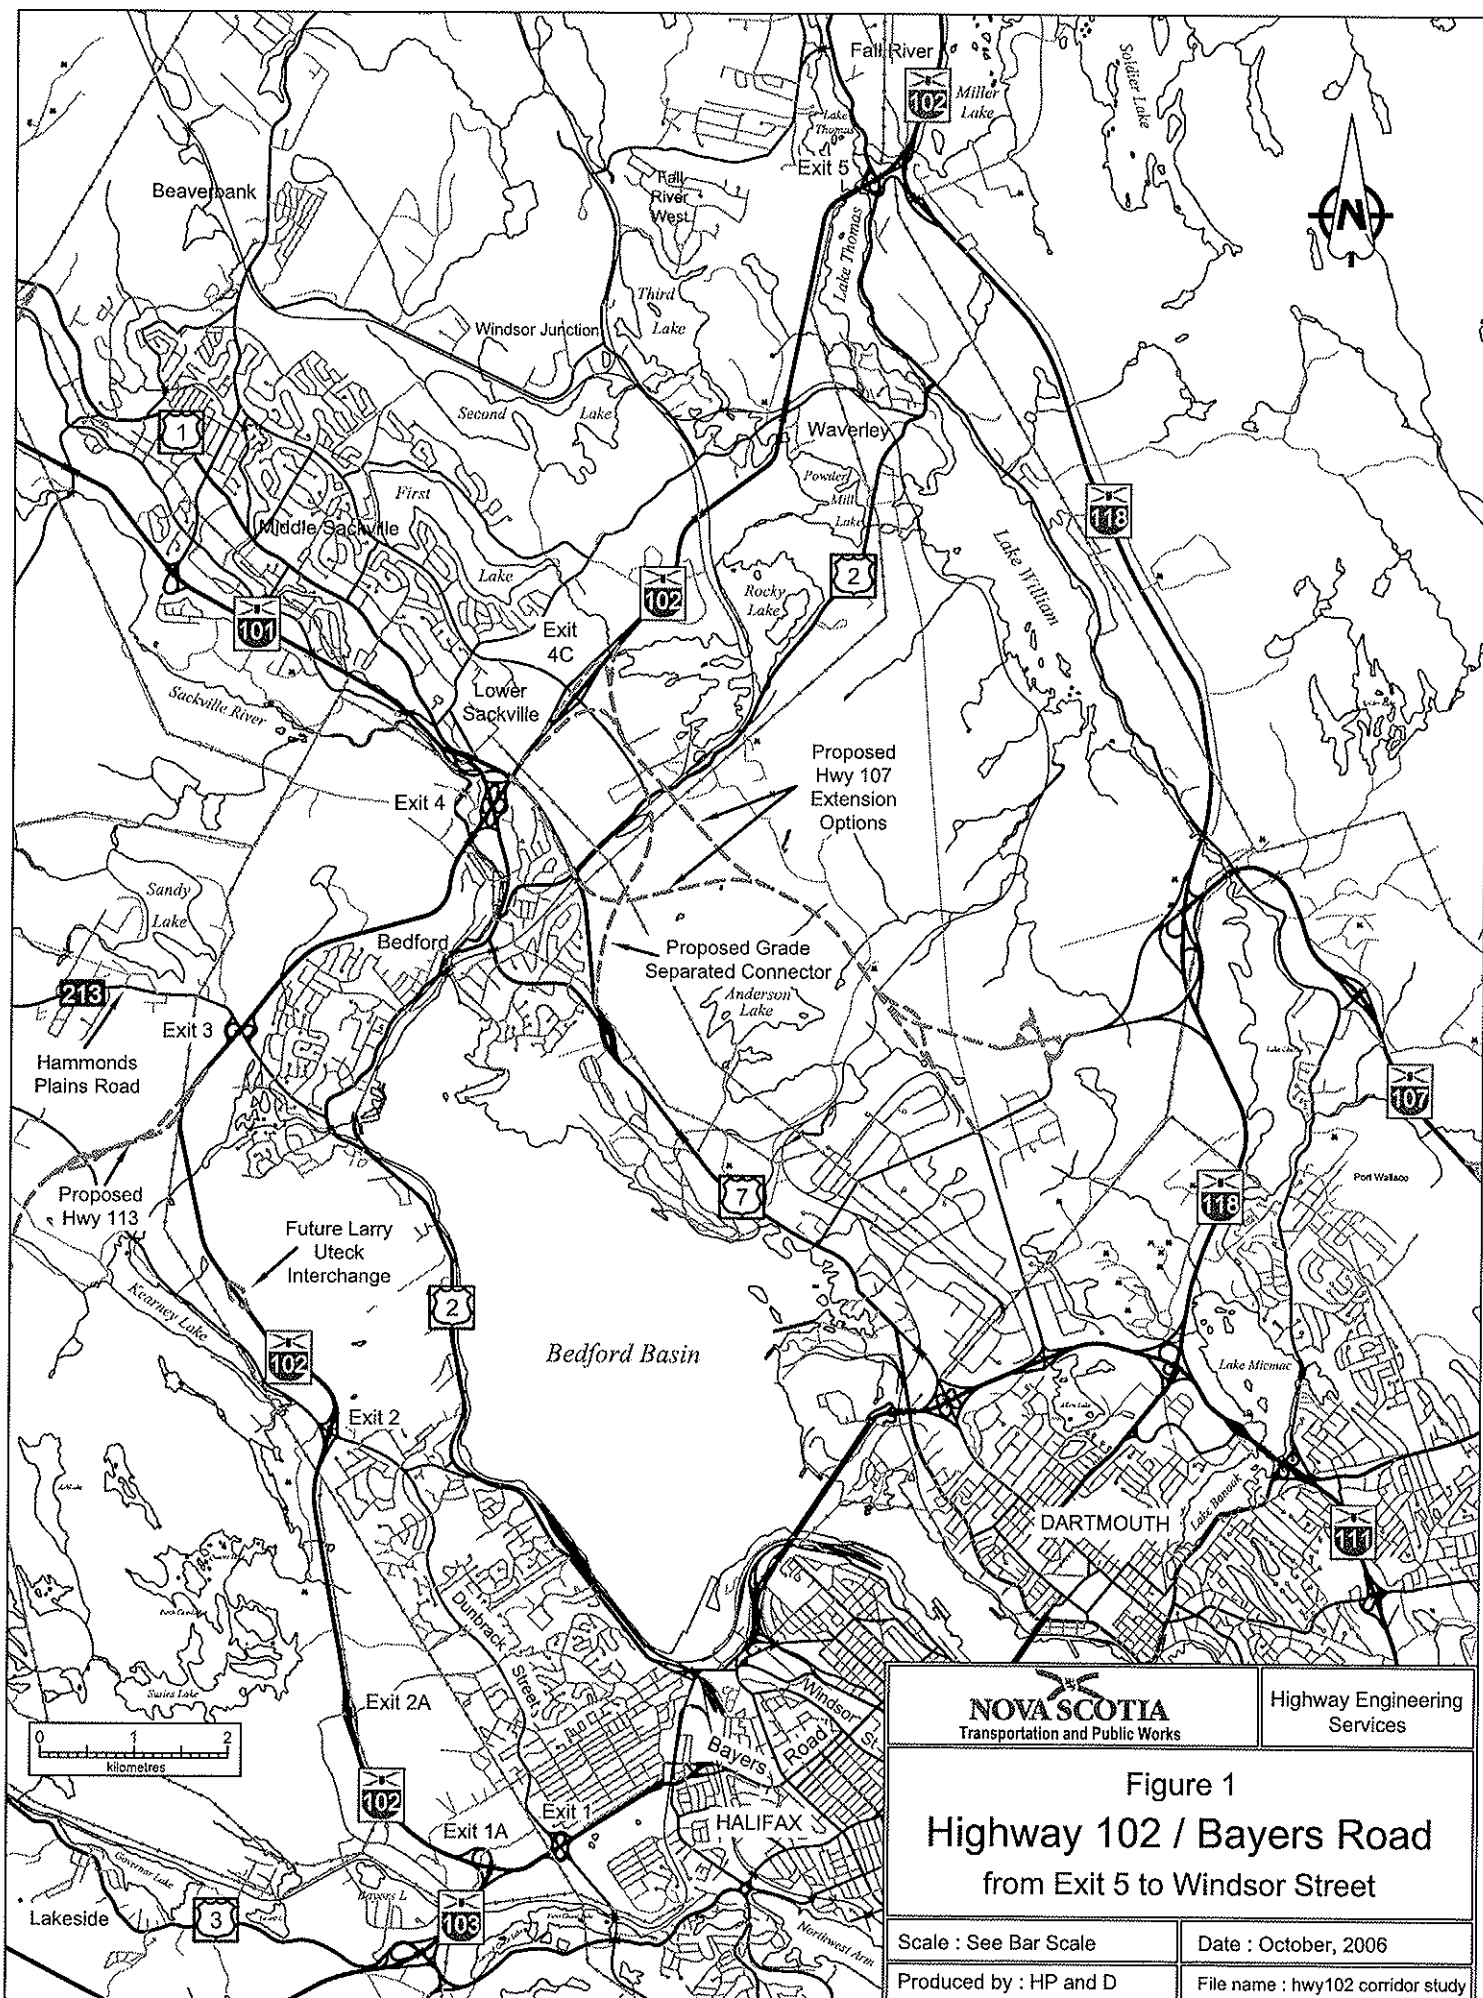 Fall River
102
Miller
Lake
Soldier Lake
Lake
Thomas
Exit 5
Fall
River
West
Beaverbank
N
Lake Thomas
Third
Lake
Windsor Junction
Second
Lake
1
Waverley
First
Powder
Mill
Lake
118
Middle Sackville
Lake
2
102
Rocky
Lake
Lake William
101
Exit
4C
Lower
Sackville
Sackville River
Proposed
Hwy 107
Extension
Options
Exit 4
Sandy
Lake
Bedford
Proposed Grade
Separated Connector
Anderson
Lake
213
Exit 3
Hammonds
Plains Road
107
Proposed
Hwy 113
7
118
Port Wallace
Future Larry
Uteck
Interchange
Kearney Lake
2
102
Bedford Basin
Lake Micmac
Exit 2
Lake Banook
DARTMOUTH
111
Dunbrack
Street
Susies Lake
Exit 2A
Windsor
St.
Bayers
Road
0 1 2
kilometres
102
Exit 1
Exit 1A
HALIFAX
Governor Lake
Lakeside
3
103
Northwest Arm
NOVA SCOTIA
Transportation and Public Works
Highway Engineering
Services
Figure 1
Highway 102 / Bayers Road
from Exit 5 to Windsor Street
Scale : See Bar Scale
Date : October, 2006
Produced by : HP and D
File name : hwy102 corridor study